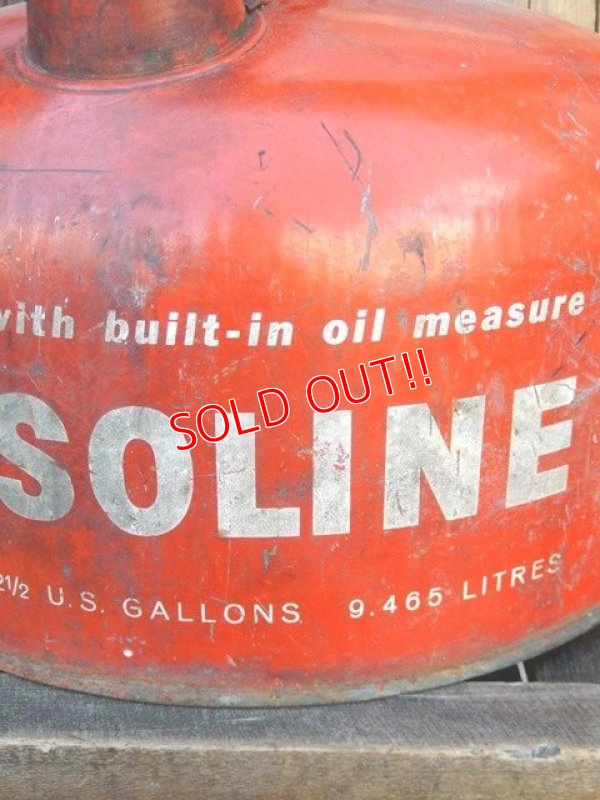 with built-in oil measure
SOLD OUT!!
SOLINE
2 1/2 U.S. GALLONS 9.465 LITRES